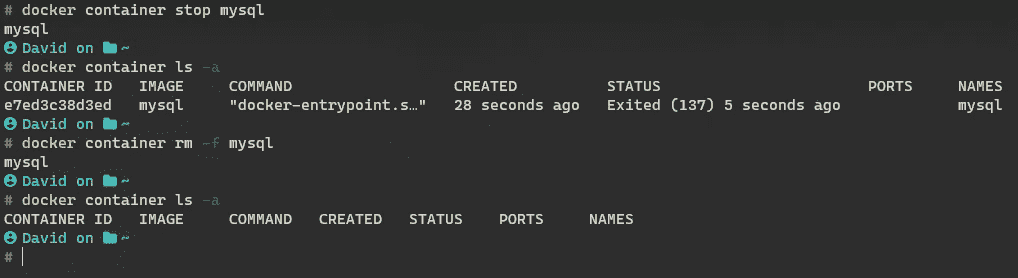 # docker container stop mysql
mysql
David on ~
# docker container ls -a
CONTAINER ID   IMAGE     COMMAND                  CREATED          STATUS                       PORTS     NAMES
e7ed3c38d3ed   mysql     "docker-entrypoint.s…"   28 seconds ago   Exited (137) 5 seconds ago             mysql
David on ~
# docker container rm -f mysql
mysql
David on ~
# docker container ls -a
CONTAINER ID   IMAGE     COMMAND   CREATED   STATUS    PORTS     NAMES
David on ~
#